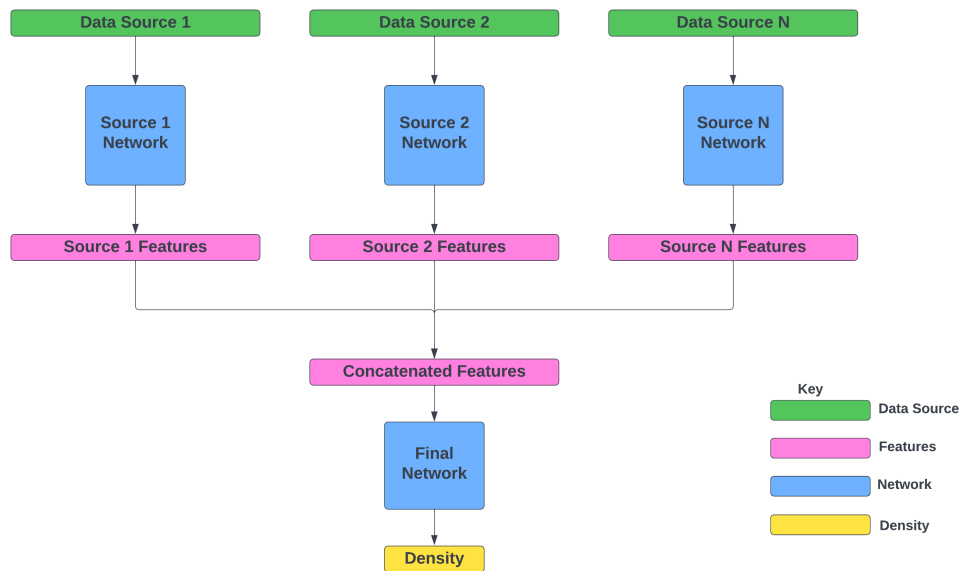 Data Source 1
Data Source 2
Data Source N
Source 1
Network
Source 2
Network
Source N
Network
Source 1 Features
Source 2 Features
Source N Features
Concatenated Features
Final
Network
Density
Key
Data Source
Features
Network
Density